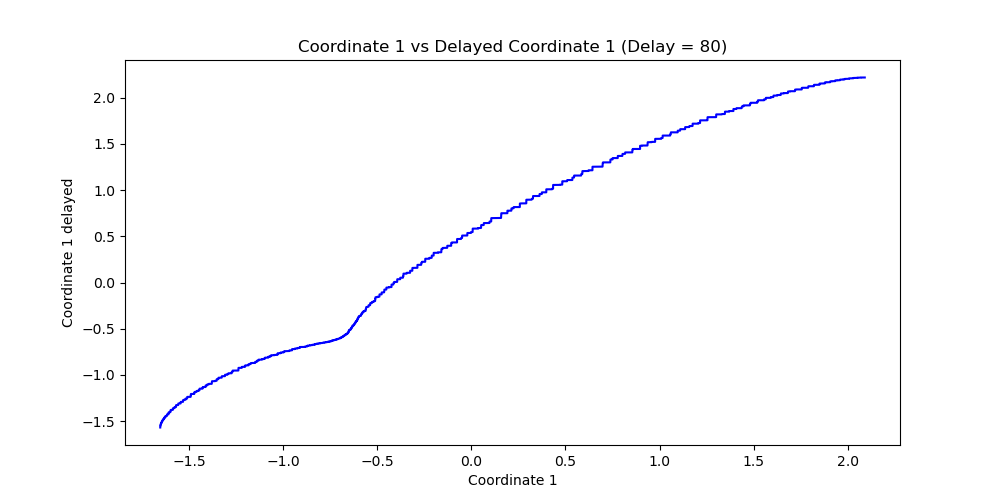 Coordinate 1 vs Delayed Coordinate 1 (Delay = 80)
Coordinate 1 delayed
2.0
1.5
1.0
0.5
0.0
−0.5
−1.0
−1.5
−1.5 −1.0 −0.5 0.0 0.5 1.0 1.5 2.0
Coordinate 1